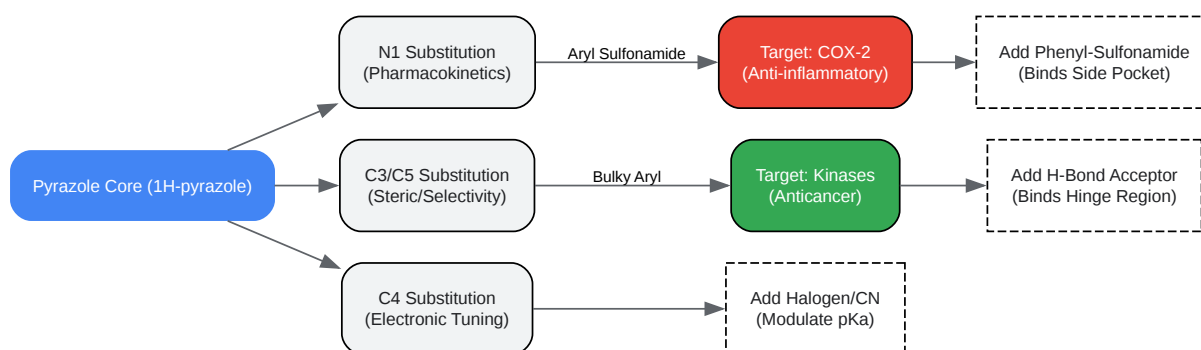 N1 Substitution
(Pharmacokinetics)
Aryl Sulfonamide
Target: COX-2
(Anti-inflammatory)
Add Phenyl-Sulfonamide
(Binds Side Pocket)
Pyrazole Core (1H-pyrazole)
C3/C5 Substitution
(Steric/Selectivity)
Bulky Aryl
Target: Kinases
(Anticancer)
Add H-Bond Acceptor
(Binds Hinge Region)
C4 Substitution
(Electronic Tuning)
Add Halogen/CN
(Modulate pKa)